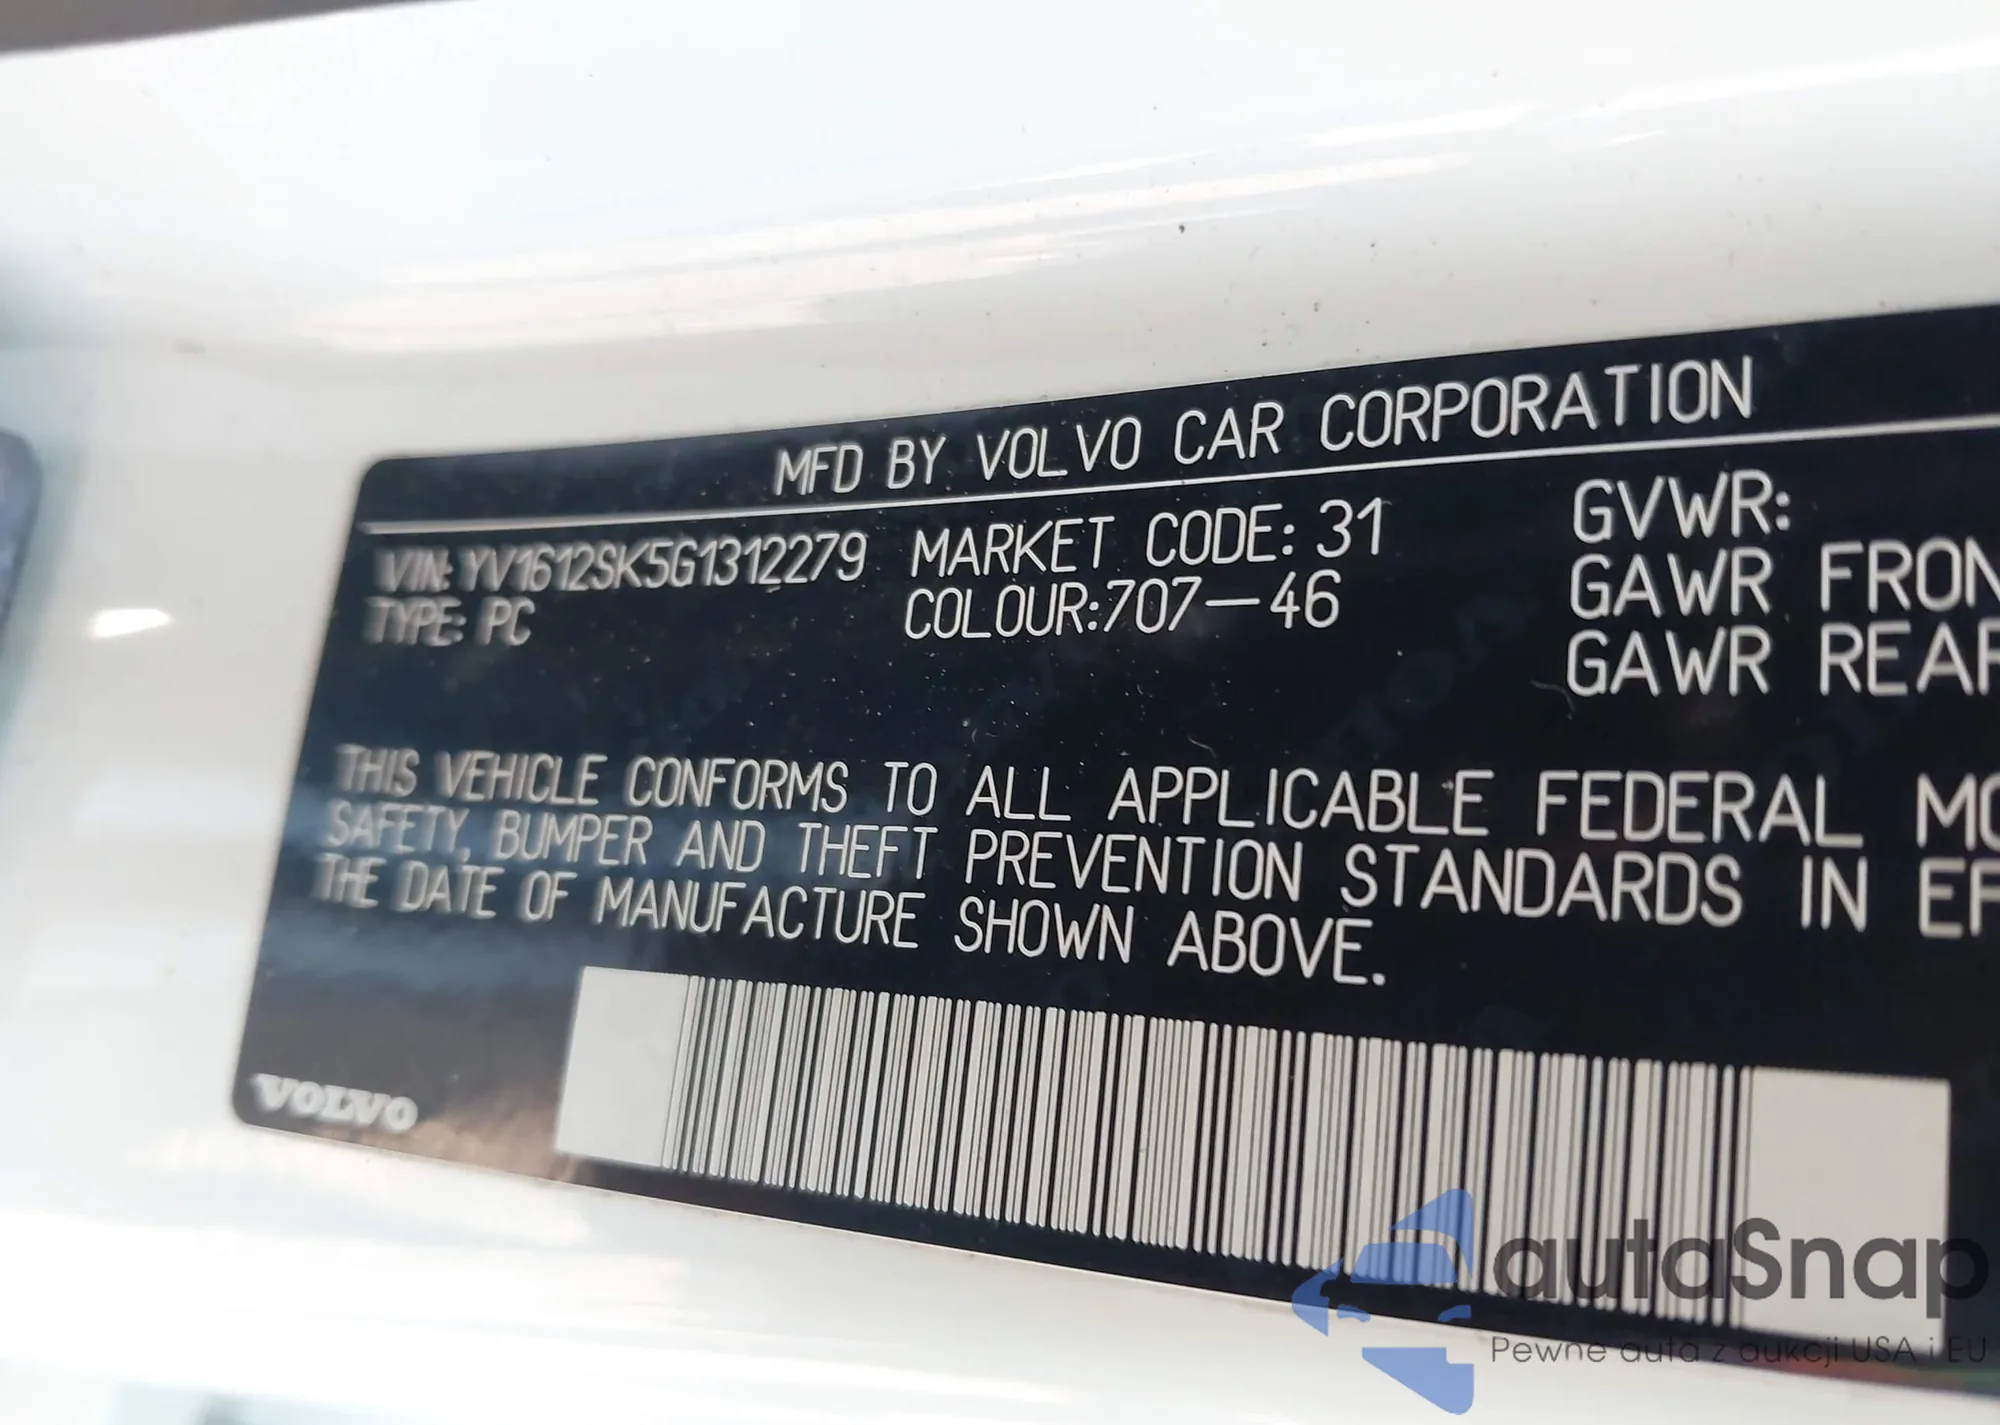 MFD BY VOLVO CAR CORPORATION
VIN: YV1612SK5G1312279 MARKET CODE: 31 GVWR:
TYPE: PC COLOUR:707-46 GAWR FRON
GAWR REAR
THIS VEHICLE CONFORMS TO ALL APPLICABLE FEDERAL MO
SAFETY, BUMPER AND THEFT PREVENTION STANDARDS IN EF
THE DATE OF MANUFACTURE SHOWN ABOVE.
VOLVO
autaSnap
Pewne auta z aukcji USA i EU